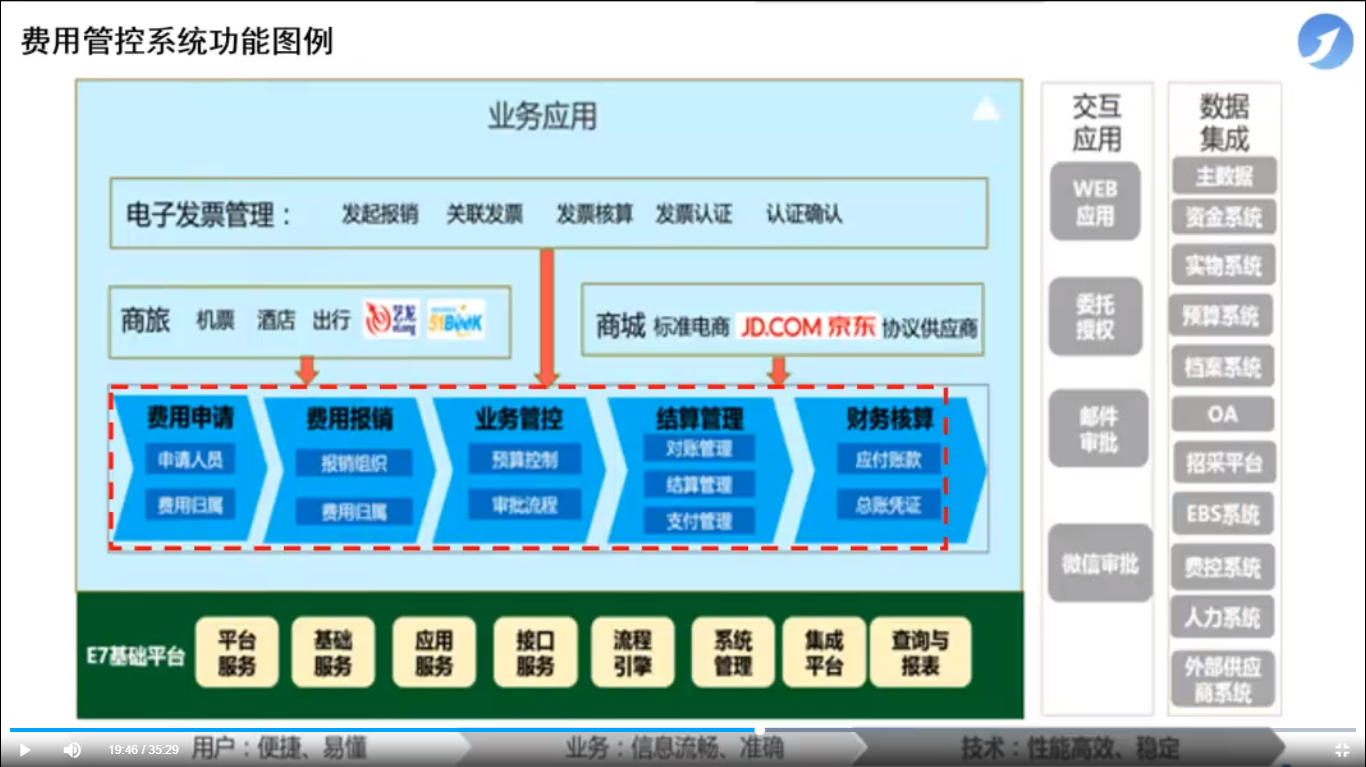 费用管控系统功能图例
业务应用
电子发票管理： 发起报销 关联发票 发票核算 发票认证 认证确认
商旅 机票 酒店 出行 艺龙 51BOOK
商城 标准电商 JD.COM 京东 协议供应商
费用申请
申请人员
费用归属
费用报销
报销组织
费用归属
业务管控
预算控制
审批流程
结算管理
对账管理
结算管理
支付管理
财务核算
应付账款
总账凭证
E7基础平台
平台
服务
基础
服务
应用
服务
接口
服务
流程
引擎
系统
管理
集成
平台
查询与
报表
交互
应用
WEB
应用
委托
授权
邮件
审批
微信审批
数据
集成
主数据
资金系统
实物系统
预算系统
档案系统
OA
招采平台
EBS系统
费控系统
人力系统
外部供应
商系统
19:46 / 35:29
用户：便捷、易懂
业务：信息流畅、准确
技术：性能高效、稳定